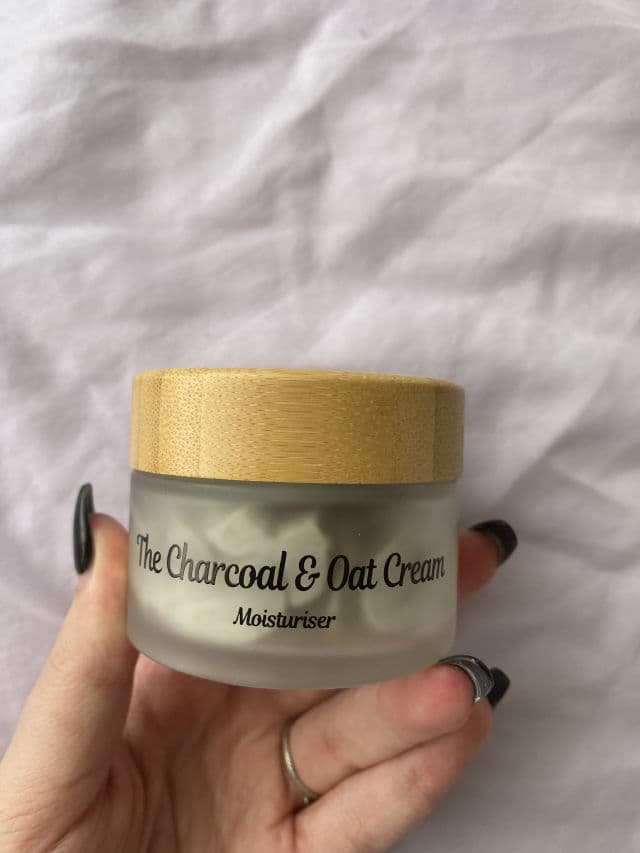 The Charcoal & Oat Cream
Moisturiser